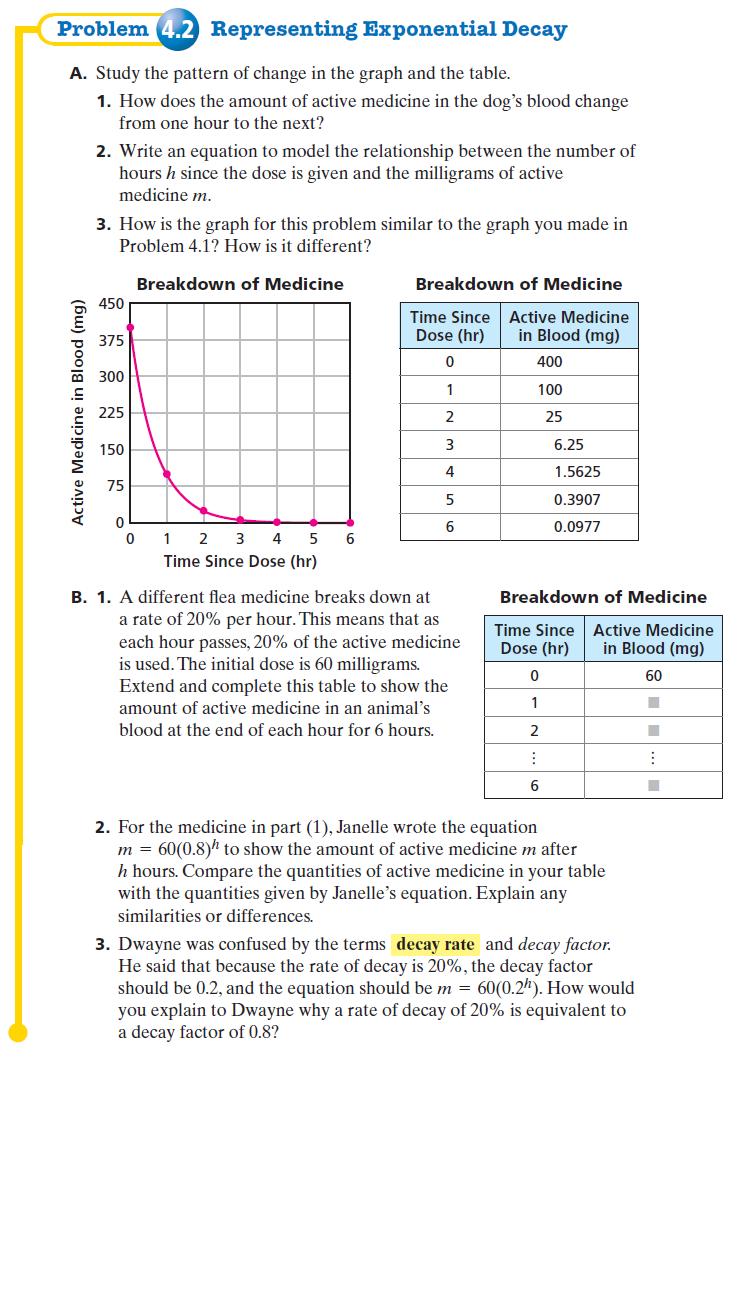 Problem 4.2 Representing Exponential Decay
A. Study the pattern of change in the graph and the table.
1. How does the amount of active medicine in the dog's blood change
from one hour to the next?
2. Write an equation to model the relationship between the number of
hours h since the dose is given and the milligrams of active
medicine m.
3. How is the graph for this problem similar to the graph you made in
Problem 4.1? How is it different?
Breakdown of Medicine
Active Medicine in Blood (mg)
450
375
300
225
150
75
0
0 1 2 3 4 5 6
Time Since Dose (hr)
Breakdown of Medicine
Time Since Active Medicine
Dose (hr) in Blood (mg)
0 400
1 100
2 25
3 6.25
4 1.5625
5 0.3907
6 0.0977
B. 1. A different flea medicine breaks down at
a rate of 20% per hour. This means that as
each hour passes, 20% of the active medicine
is used. The initial dose is 60 milligrams.
Extend and complete this table to show the
amount of active medicine in an animal's
blood at the end of each hour for 6 hours.
Breakdown of Medicine
Time Since Active Medicine
Dose (hr) in Blood (mg)
0 60
1 ■
2 ■
⋮ ⋮
6 ■
2. For the medicine in part (1), Janelle wrote the equation
m = 60(0.8)ʰ to show the amount of active medicine m after
h hours. Compare the quantities of active medicine in your table
with the quantities given by Janelle's equation. Explain any
similarities or differences.
3. Dwayne was confused by the terms decay rate and decay factor.
He said that because the rate of decay is 20%, the decay factor
should be 0.2, and the equation should be m = 60(0.2ʰ). How would
you explain to Dwayne why a rate of decay of 20% is equivalent to
a decay factor of 0.8?